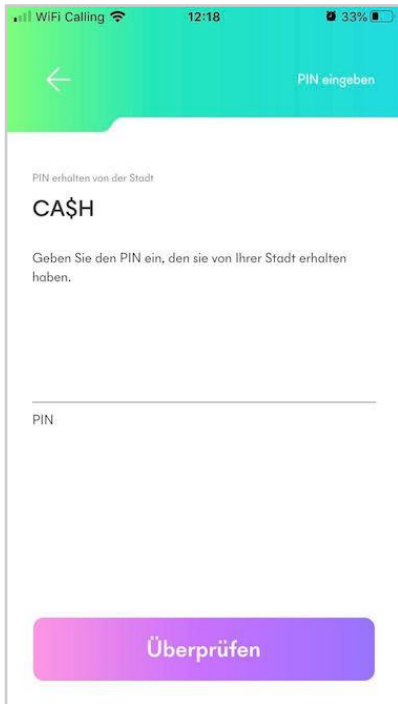 WiFi Calling 12:18 33%
PIN eingeben
PIN erhalten von der Stadt
CA$H
Geben Sie den PIN ein, den sie von Ihrer Stadt erhalten
haben.
PIN
Überprüfen